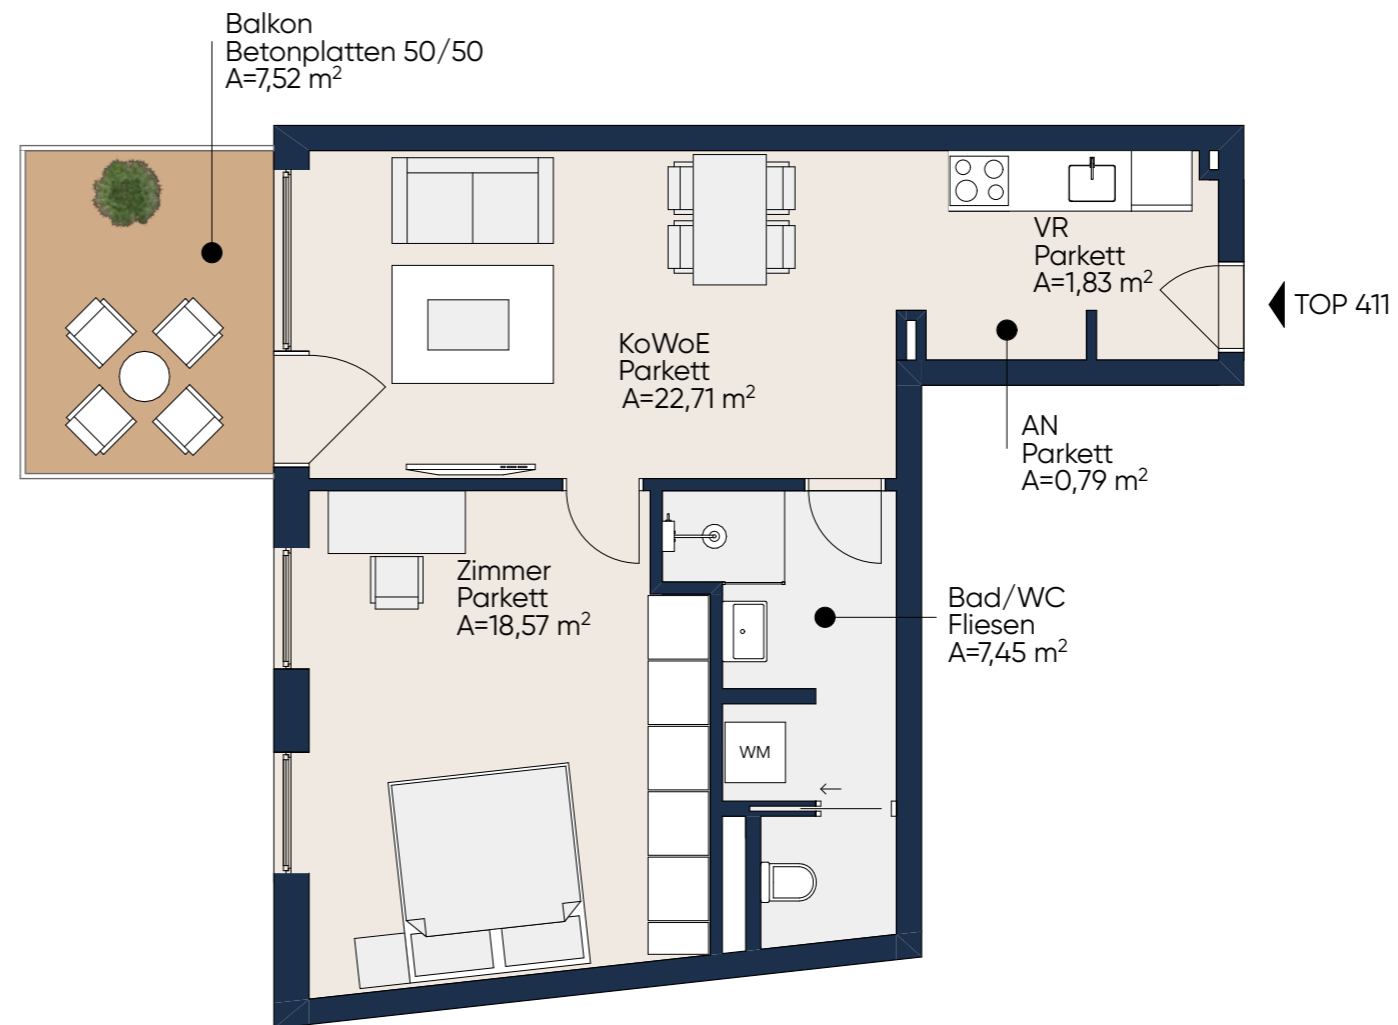 Balkon
Betonplatten 50/50
A=7,52 m²
VR
Parkett
A=1,83 m²
TOP 411
KoWoE
Parkett
A=22,71 m²
AN
Parkett
A=0,79 m²
Zimmer
Parkett
A=18,57 m²
Bad/WC
Fliesen
A=7,45 m²
WM